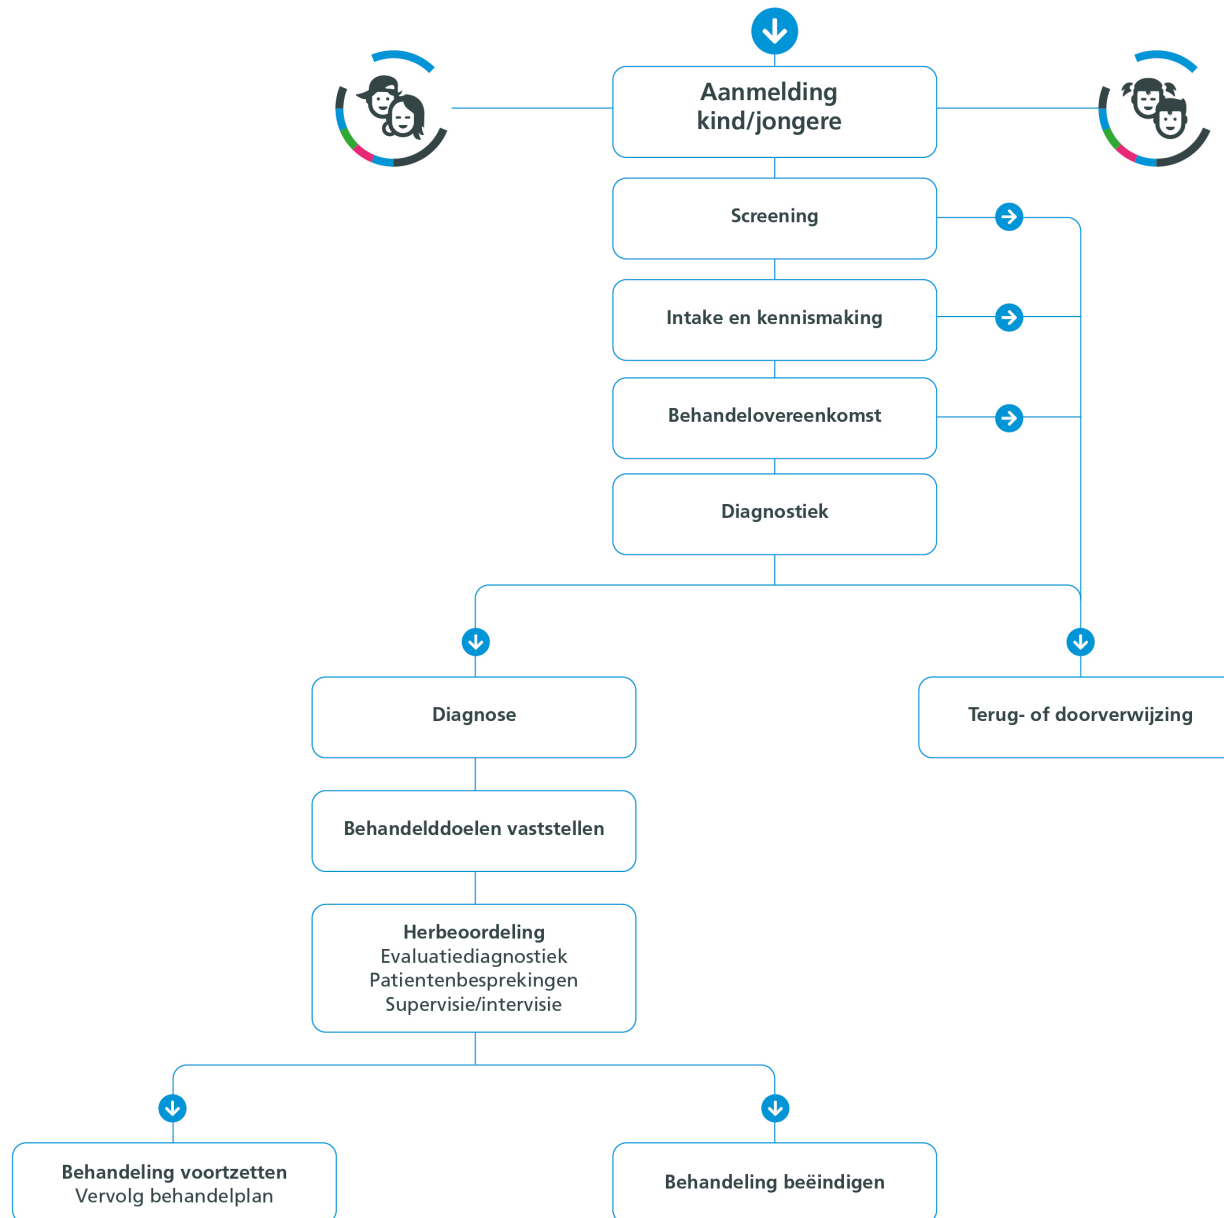 Aanmelding
kind/jongere
Screening
Intake en kennismaking
Behandelovereenkomst
Diagnostiek
Diagnose
Terug- of doorverwijzing
Behandelddoelen vaststellen
Herbeoordeling
Evaluatiediagnostiek
Patientenbesprekingen
Supervisie/intervisie
Behandeling voortzetten
Vervolg behandelplan
Behandeling beëindigen